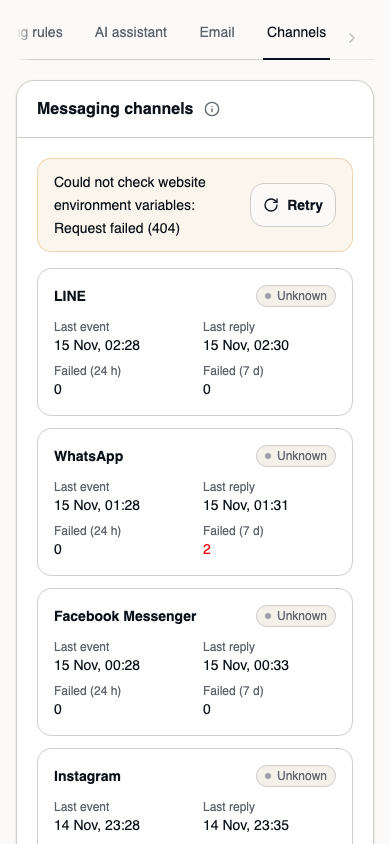 rules
AI assistant
Email
Channels
Messaging channels
Could not check website
environment variables:
Request failed (404)
Retry
LINE
Unknown
Last event
Last reply
15 Nov, 02:28
15 Nov, 02:30
Failed (24 h)
Failed (7 d)
0
0
WhatsApp
Unknown
Last event
Last reply
15 Nov, 01:28
15 Nov, 01:31
Failed (24 h)
Failed (7 d)
0
2
Facebook Messenger
Unknown
Last event
Last reply
15 Nov, 00:28
15 Nov, 00:33
Failed (24 h)
Failed (7 d)
0
0
Instagram
Unknown
Last event
Last reply
14 Nov, 23:28
14 Nov, 23:35